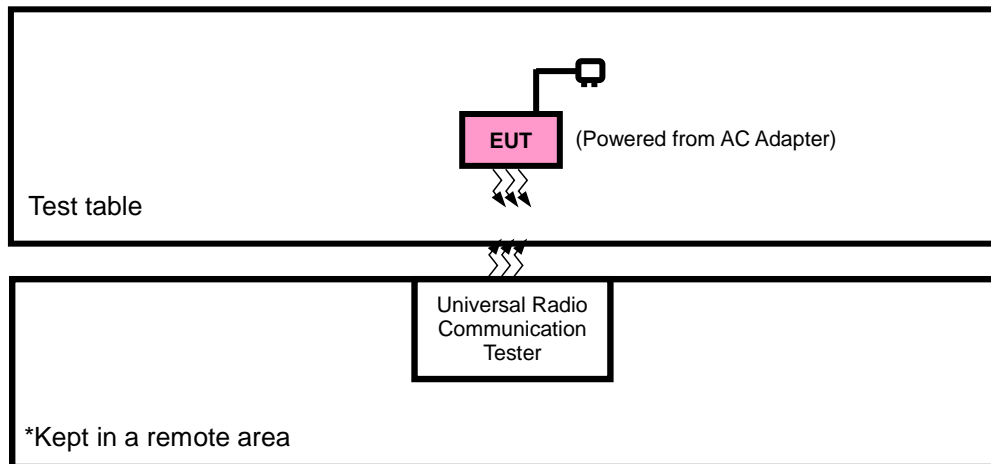 EUT
(Powered from AC Adapter)
Test table
Universal Radio
Communication
Tester
*Kept in a remote area